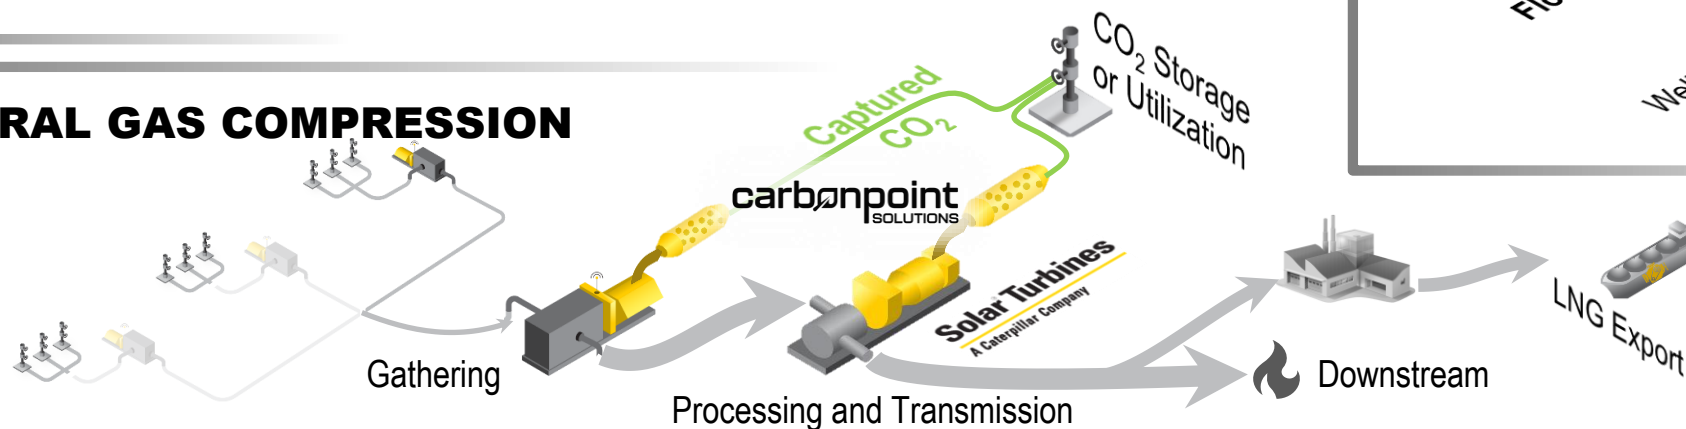 RAL GAS COMPRESSION
Captured
CO₂
CO₂ Storage
or Utilization
carbonpoint
SOLUTIONS
Solar Turbines
A Caterpillar Company
Gathering
Processing and Transmission
Downstream
LNG Export